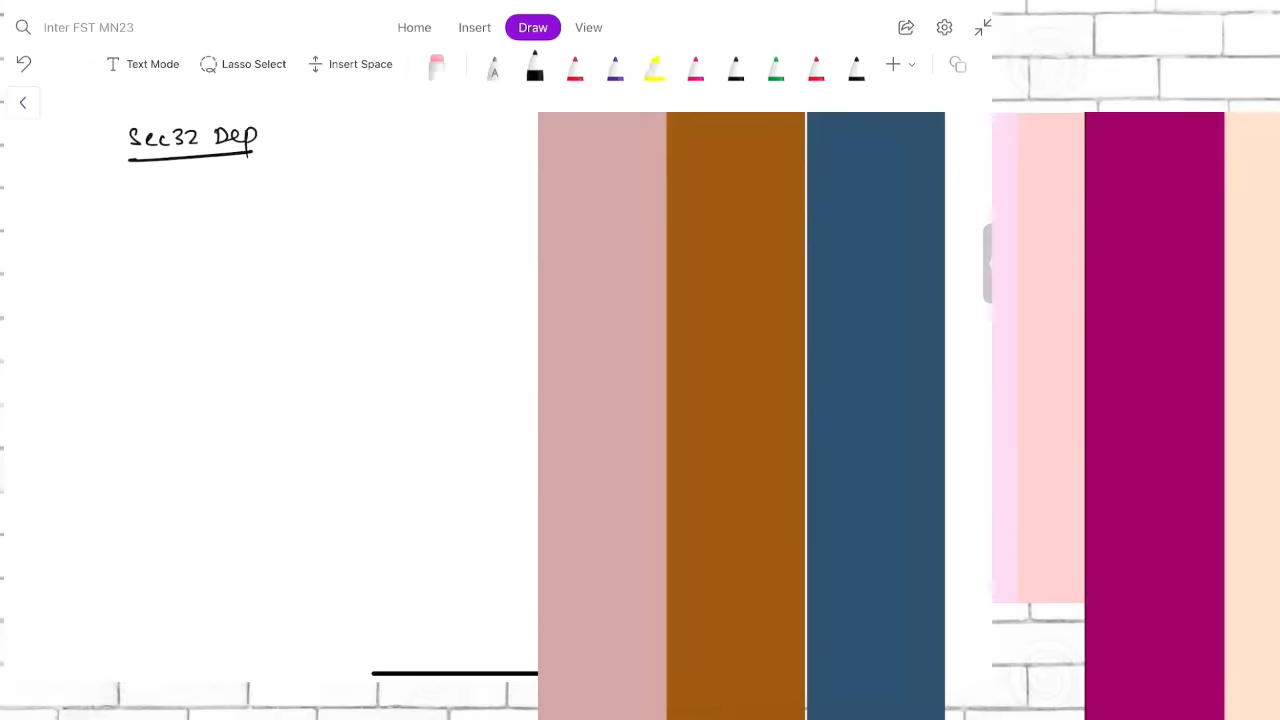 Inter FST MN23
Home Insert Draw View
Text Mode Lasso Select Insert Space
A
Sec32 Dep